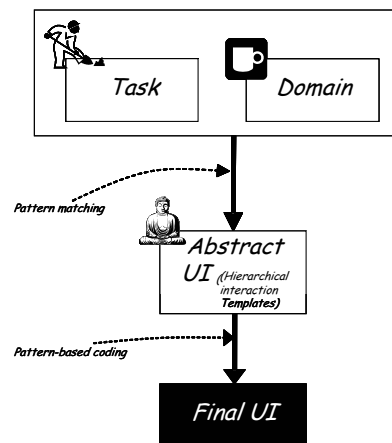 Task
Domain
Pattern matching
Abstract
UI ((Hierarchical
interaction
Templates)
Pattern-based coding
Final UI